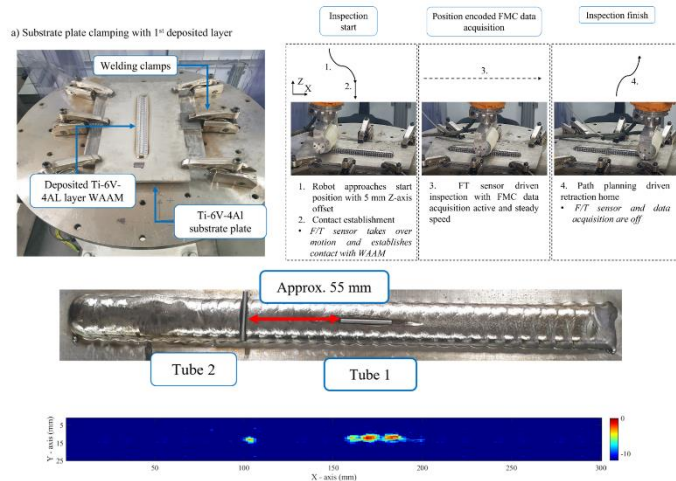 a) Substrate plate clamping with 1st deposited layer
Welding clamps
Deposited Ti-6V-
4AL layer WAAM
Ti-6V-4Al
substrate plate
Inspection
start
Position encoded FMC data
acquisition
Inspection finish
1.
2.
Z
X
3.
4.
1. Robot approaches start
position with 5 mm Z-axis
offset
2. Contact establishment
• F/T sensor takes over
motion and establishes
contact with WAAM
3. FT sensor driven
inspection with FMC data
acquisition active and steady
speed
4. Path planning driven
retraction home
• F/T sensor and data
acquisition are off
Approx. 55 mm
Tube 2
Tube 1
Y - axis (mm)
5
15
25
50
100
150
200
250
300
X - axis (mm)
0
-10